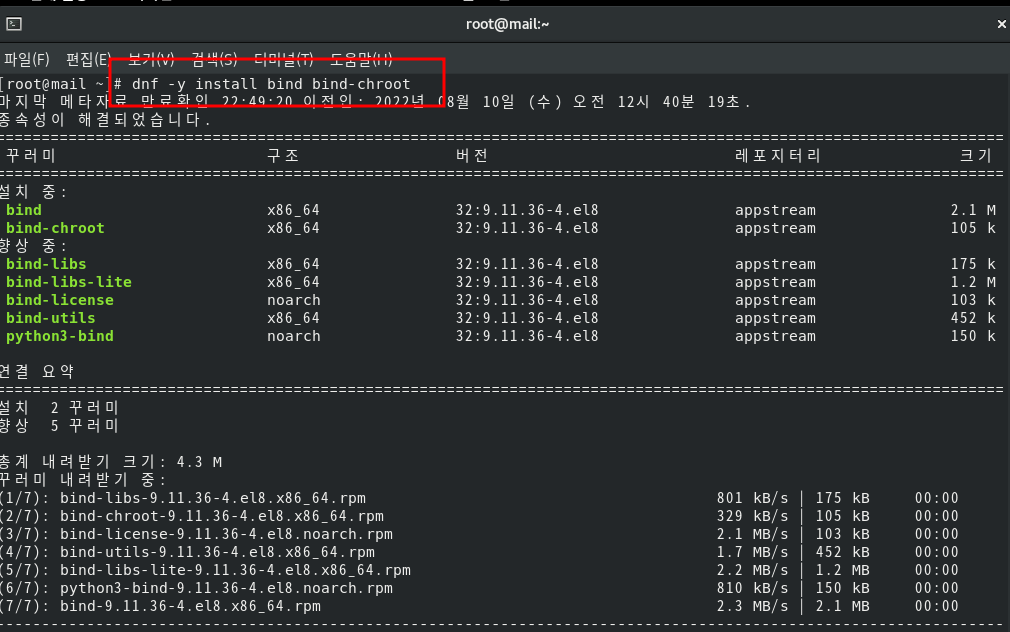 root@mail:~
파일(F) 편집(E) 보기(V) 검색(S) 터미널(T) 도움말(H)
[root@mail ~]# dnf -y install bind bind-chroot
마지막 메타자료 만료확인 22:49:20 이전인: 2022년 08월 10일 (수) 오전 12시 40분 19초.
종속성이 해결되었습니다.
================================================================================
꾸러미 구조 버전 레포지터리 크기
================================================================================
설치 중:
bind x86_64 32:9.11.36-4.el8 appstream 2.1 M
bind-chroot x86_64 32:9.11.36-4.el8 appstream 105 k
향상 중:
bind-libs x86_64 32:9.11.36-4.el8 appstream 175 k
bind-libs-lite x86_64 32:9.11.36-4.el8 appstream 1.2 M
bind-license noarch 32:9.11.36-4.el8 appstream 103 k
bind-utils x86_64 32:9.11.36-4.el8 appstream 452 k
python3-bind noarch 32:9.11.36-4.el8 appstream 150 k
연결 요약
================================================================================
설치 2 꾸러미
향상 5 꾸러미
총계 내려받기 크기: 4.3 M
꾸러미 내려받기 중:
(1/7): bind-libs-9.11.36-4.el8.x86_64.rpm 801 kB/s | 175 kB 00:00
(2/7): bind-chroot-9.11.36-4.el8.x86_64.rpm 329 kB/s | 105 kB 00:00
(3/7): bind-license-9.11.36-4.el8.noarch.rpm 2.1 MB/s | 103 kB 00:00
(4/7): bind-utils-9.11.36-4.el8.x86_64.rpm 1.7 MB/s | 452 kB 00:00
(5/7): bind-libs-lite-9.11.36-4.el8.x86_64.rpm 2.2 MB/s | 1.2 MB 00:00
(6/7): python3-bind-9.11.36-4.el8.noarch.rpm 810 kB/s | 150 kB 00:00
(7/7): bind-9.11.36-4.el8.x86_64.rpm 2.3 MB/s | 2.1 MB 00:00
--------------------------------------------------------------------------------